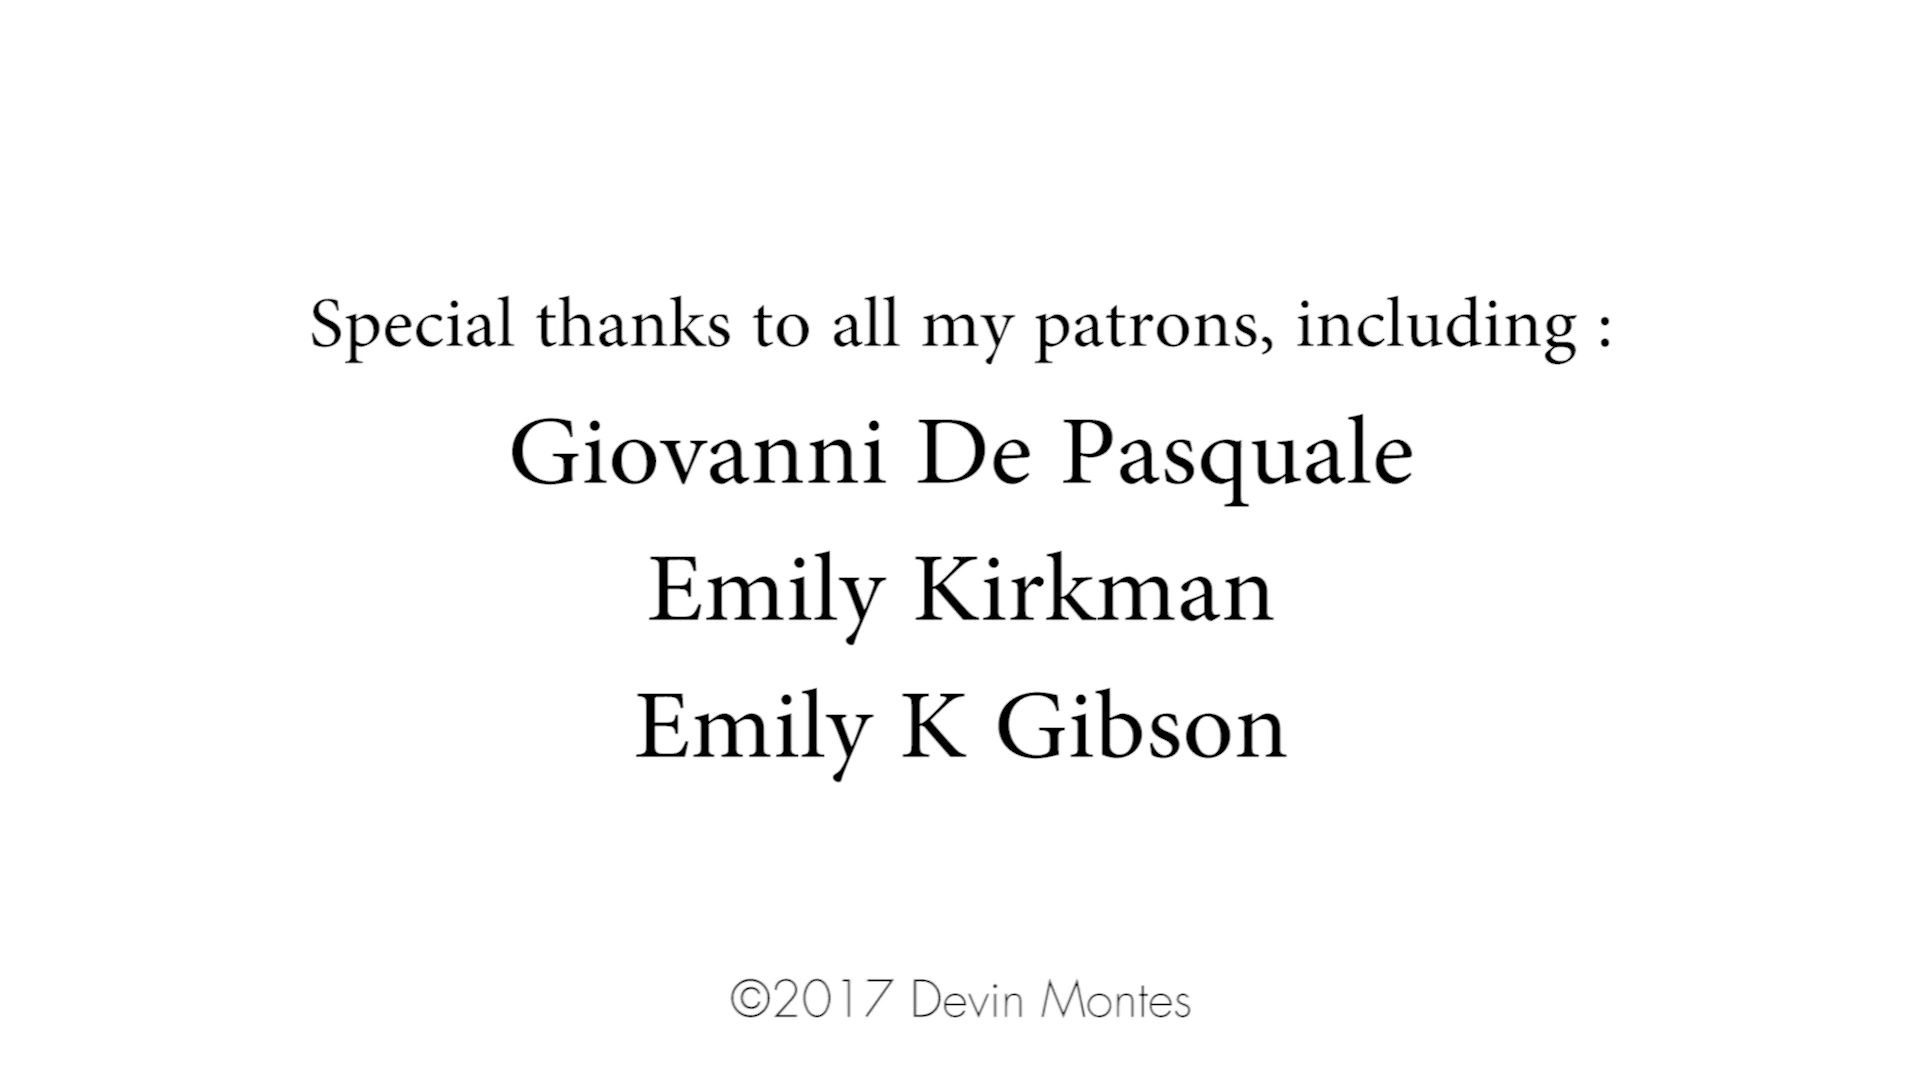 Special thanks to all my patrons, including :
Giovanni De Pasquale
Emily Kirkman
Emily K Gibson
©2017 Devin Montes